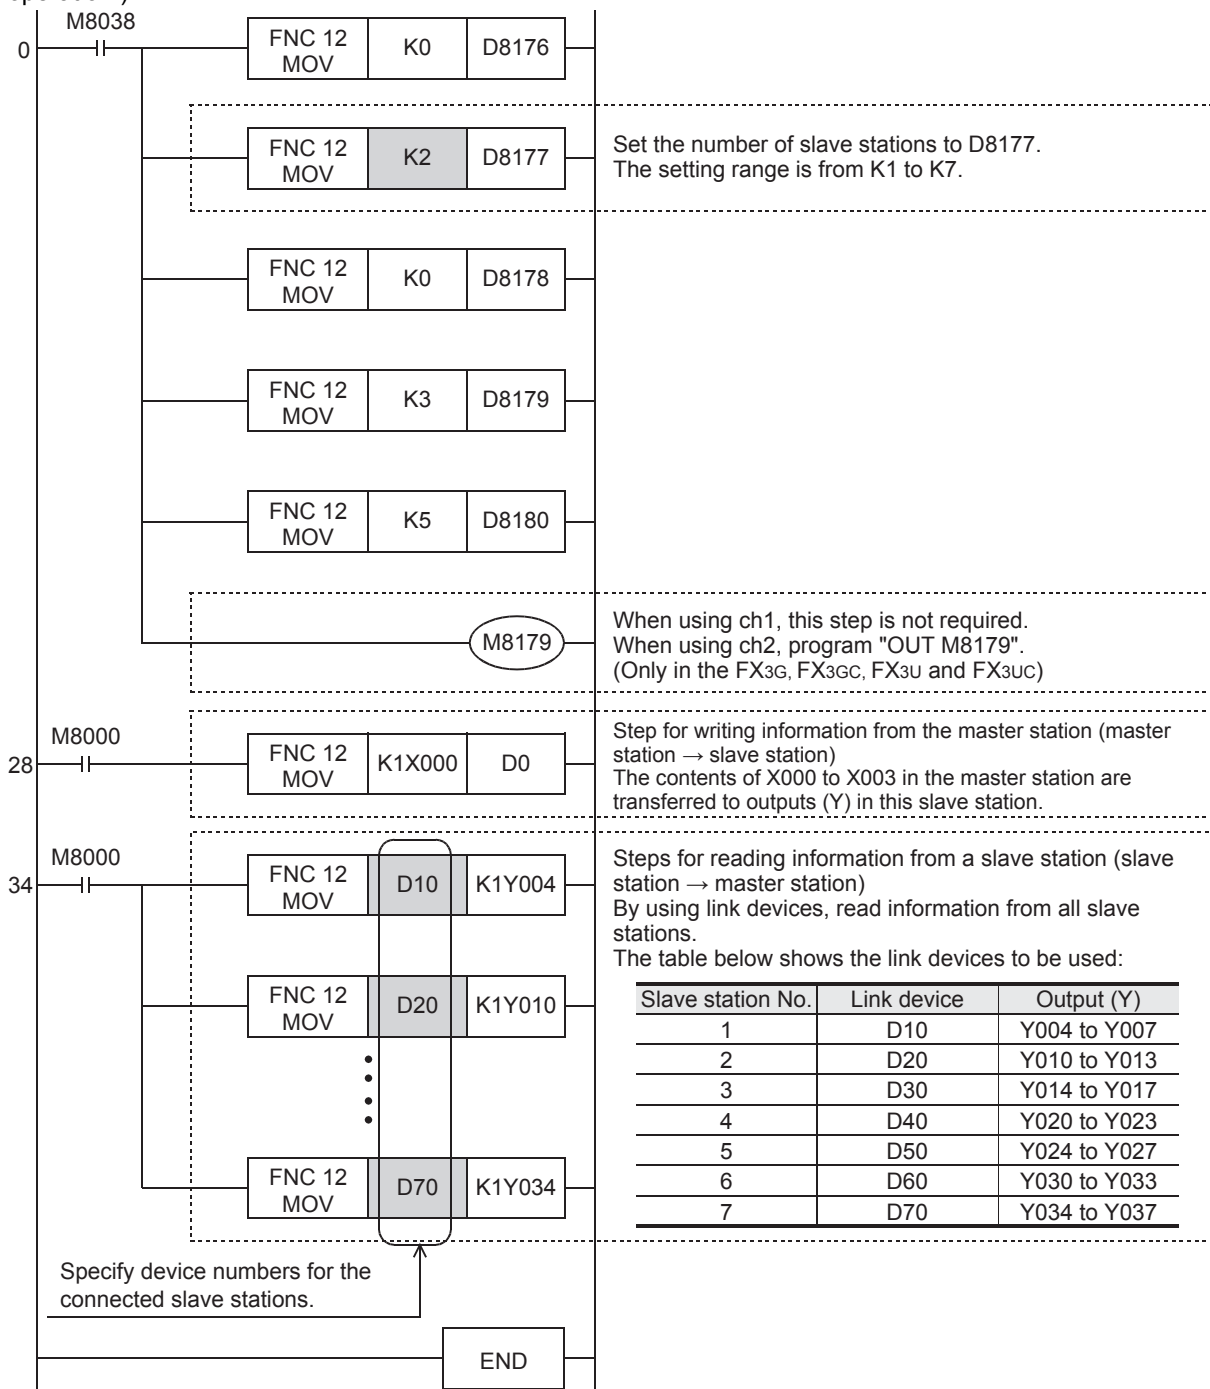 M8038
0
FNC 12
MOV
K0
D8176
FNC 12
MOV
K2
D8177
Set the number of slave stations to D8177.
The setting range is from K1 to K7.
FNC 12
MOV
K0
D8178
FNC 12
MOV
K3
D8179
FNC 12
MOV
K5
D8180
M8179
When using ch1, this step is not required.
When using ch2, program "OUT M8179".
(Only in the FX3G, FX3GC, FX3U and FX3UC)
M8000
28
FNC 12
MOV
K1X000
D0
Step for writing information from the master station (master
station → slave station)
The contents of X000 to X003 in the master station are
transferred to outputs (Y) in this slave station.
M8000
34
FNC 12
MOV
D10
K1Y004
FNC 12
MOV
D20
K1Y010
FNC 12
MOV
D70
K1Y034
Steps for reading information from a slave station (slave
station → master station)
By using link devices, read information from all slave
stations.
The table below shows the link devices to be used:
Slave station No. Link device Output (Y)
1 D10 Y004 to Y007
2 D20 Y010 to Y013
3 D30 Y014 to Y017
4 D40 Y020 to Y023
5 D50 Y024 to Y027
6 D60 Y030 to Y033
7 D70 Y034 to Y037
Specify device numbers for the
connected slave stations.
END